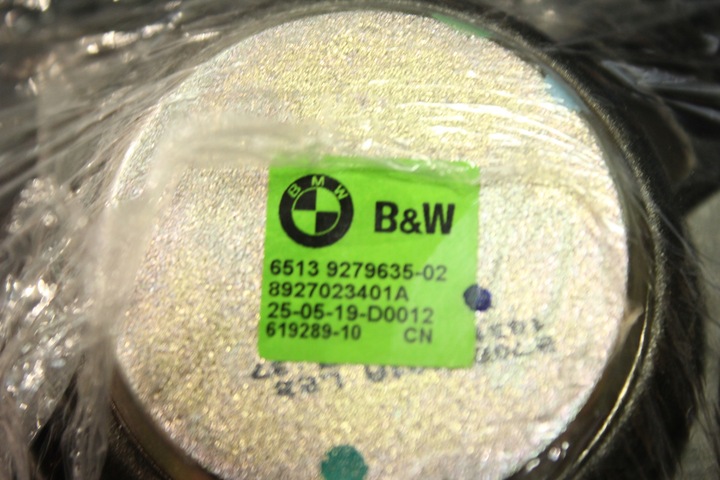 BMW
B&W
6513 9279635-02
8927023401A
25-05-19-D0012
619289-10 CN